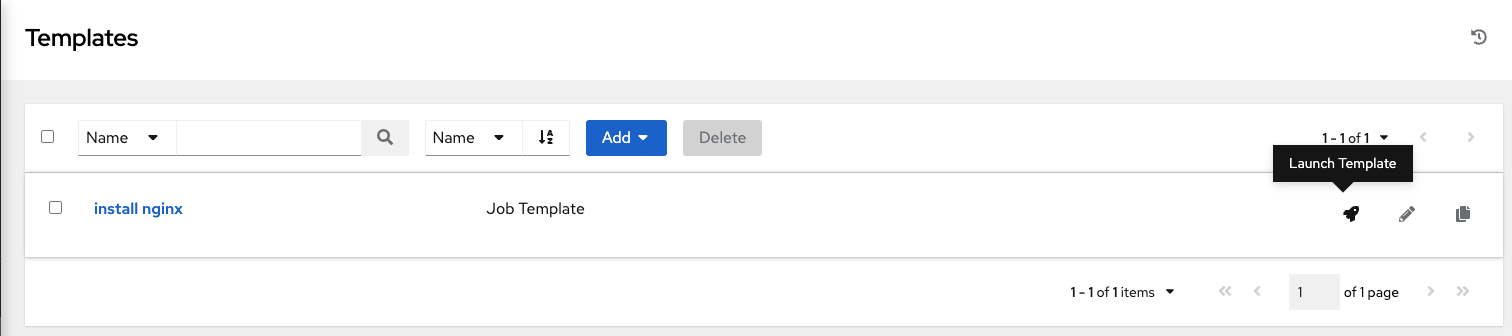 Templates
Name Name Add Delete 1 - 1 of 1
Launch Template
install nginx Job Template
1 - 1 of 1 items 1 of 1 page